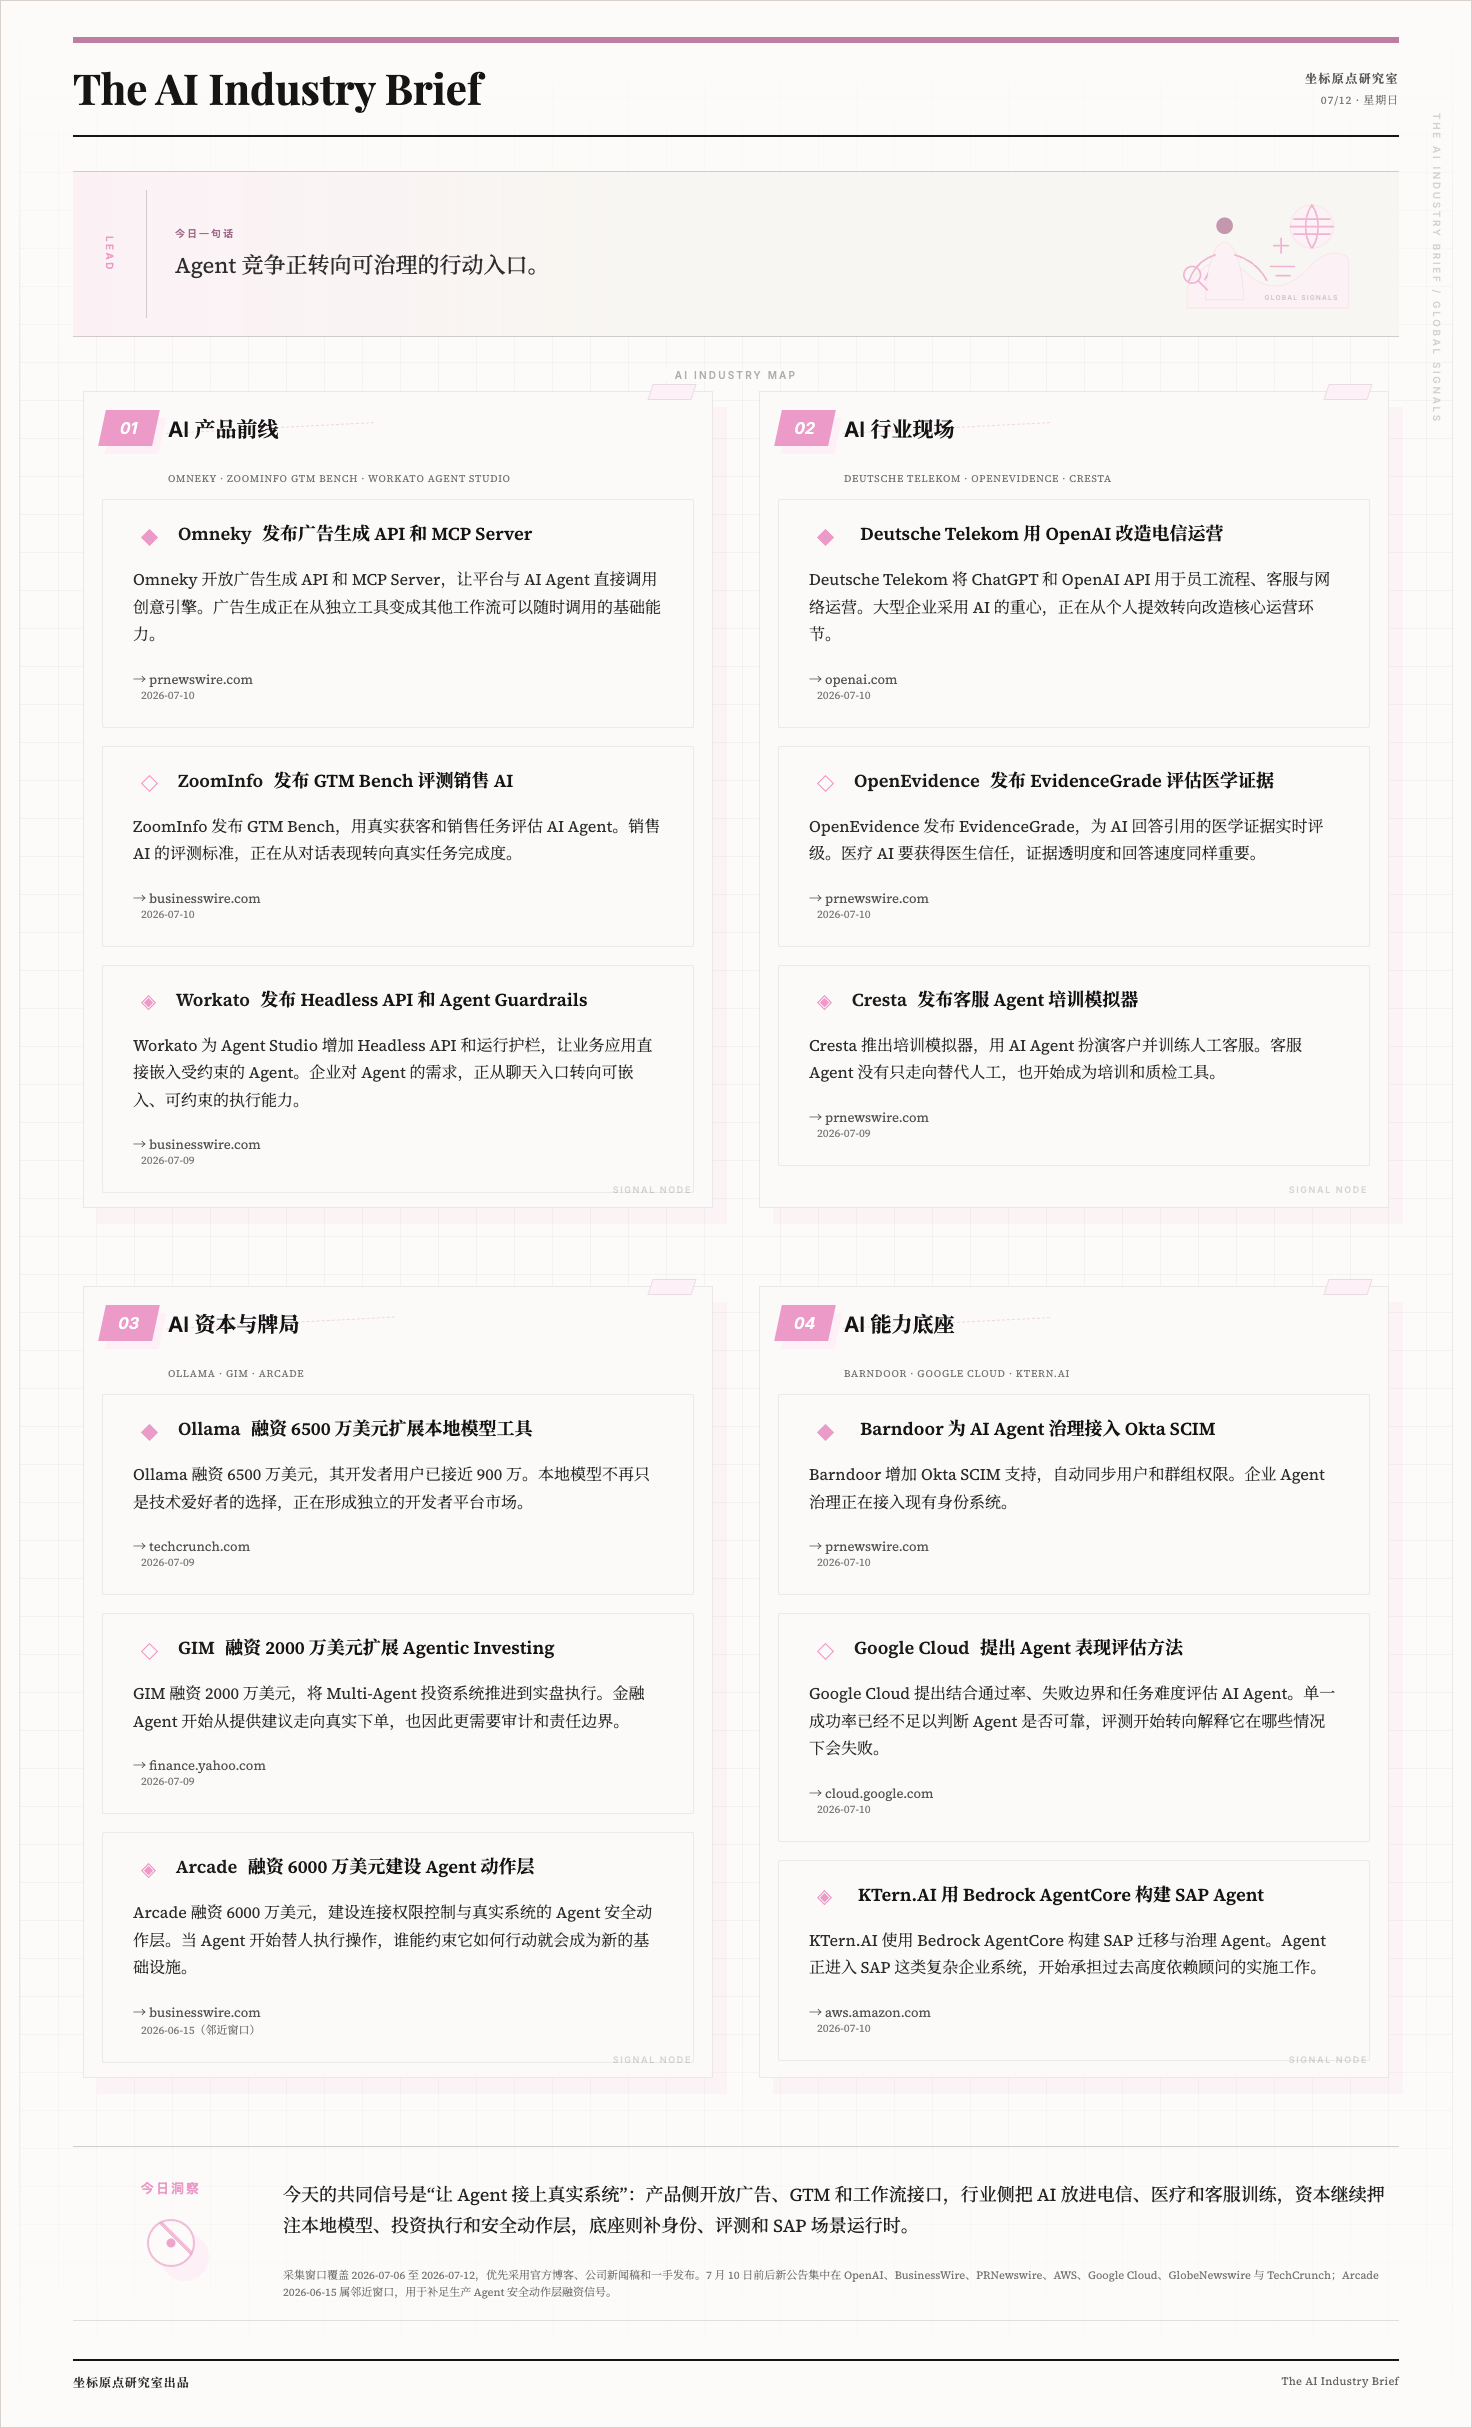 The AI Industry Brief
坐标原点研究室
07/12 · 星期日
THE AI INDUSTRY BRIEF / GLOBAL SIGNALS
LEAD
今日一句话
Agent 竞争正转向可治理的行动入口。
GLOBAL SIGNALS
AI INDUSTRY MAP
01
AI 产品前线
OMNEKY · ZOOMINFO GTM BENCH · WORKATO AGENT STUDIO
◆ Omneky 发布广告生成 API 和 MCP Server
Omneky 开放广告生成 API 和 MCP Server，让平台与 AI Agent 直接调用
创意引擎。广告生成正在从独立工具变成其他工作流可以随时调用的基础能
力。
→ prnewswire.com
2026-07-10
◇ ZoomInfo 发布 GTM Bench 评测销售 AI
ZoomInfo 发布 GTM Bench，用真实获客和销售任务评估 AI Agent。销售
AI 的评测标准，正在从对话表现转向真实任务完成度。
→ businesswire.com
2026-07-10
◈ Workato 发布 Headless API 和 Agent Guardrails
Workato 为 Agent Studio 增加 Headless API 和运行护栏，让业务应用直
接嵌入受约束的 Agent。企业对 Agent 的需求，正从聊天入口转向可嵌
入、可约束的执行能力。
→ businesswire.com
2026-07-09
SIGNAL NODE
02
AI 行业现场
DEUTSCHE TELEKOM · OPENEVIDENCE · CRESTA
◆ Deutsche Telekom 用 OpenAI 改造电信运营
Deutsche Telekom 将 ChatGPT 和 OpenAI API 用于员工流程、客服与网
络运营。大型企业采用 AI 的重心，正在从个人提效转向改造核心运营环
节。
→ openai.com
2026-07-10
◇ OpenEvidence 发布 EvidenceGrade 评估医学证据
OpenEvidence 发布 EvidenceGrade，为 AI 回答引用的医学证据实时评
级。医疗 AI 要获得医生信任，证据透明度和回答速度同样重要。
→ prnewswire.com
2026-07-10
◈ Cresta 发布客服 Agent 培训模拟器
Cresta 推出培训模拟器，用 AI Agent 扮演客户并训练人工客服。客服
Agent 没有只走向替代人工，也开始成为培训和质检工具。
→ prnewswire.com
2026-07-09
SIGNAL NODE
03
AI 资本与牌局
OLLAMA · GIM · ARCADE
◆ Ollama 融资 6500 万美元扩展本地模型工具
Ollama 融资 6500 万美元，其开发者用户已接近 900 万。本地模型不再只
是技术爱好者的选择，正在形成独立的开发者平台市场。
→ techcrunch.com
2026-07-09
◇ GIM 融资 2000 万美元扩展 Agentic Investing
GIM 融资 2000 万美元，将 Multi-Agent 投资系统推进到实盘执行。金融
Agent 开始从提供建议走向真实下单，也因此更需要审计和责任边界。
→ finance.yahoo.com
2026-07-09
◈ Arcade 融资 6000 万美元建设 Agent 动作层
Arcade 融资 6000 万美元，建设连接权限控制与真实系统的 Agent 安全动
作层。当 Agent 开始替人执行操作，谁能约束它如何行动就会成为新的基
础设施。
→ businesswire.com
2026-06-15（邻近窗口）
SIGNAL NODE
04
AI 能力底座
BARNDOOR · GOOGLE CLOUD · KTERN.AI
◆ Barndoor 为 AI Agent 治理接入 Okta SCIM
Barndoor 增加 Okta SCIM 支持，自动同步用户和群组权限。企业 Agent
治理正在接入现有身份系统。
→ prnewswire.com
2026-07-10
◇ Google Cloud 提出 Agent 表现评估方法
Google Cloud 提出结合通过率、失败边界和任务难度评估 AI Agent。单一
成功率已经不足以判断 Agent 是否可靠，评测开始转向解释它在哪些情况
下会失败。
→ cloud.google.com
2026-07-10
◈ KTern.AI 用 Bedrock AgentCore 构建 SAP Agent
KTern.AI 使用 Bedrock AgentCore 构建 SAP 迁移与治理 Agent。Agent
正进入 SAP 这类复杂企业系统，开始承担过去高度依赖顾问的实施工作。
→ aws.amazon.com
2026-07-10
SIGNAL NODE
今日洞察
今天的共同信号是“让 Agent 接上真实系统”：产品侧开放广告、GTM 和工作流接口，行业侧把 AI 放进电信、医疗和客服训练，资本继续押
注本地模型、投资执行和安全动作层，底座则补身份、评测和 SAP 场景运行时。
采集窗口覆盖 2026-07-06 至 2026-07-12，优先采用官方博客、公司新闻稿和一手发布。7 月 10 日前后新公告集中在 OpenAI、BusinessWire、PRNewswire、AWS、Google Cloud、GlobeNewswire 与 TechCrunch；Arcade
2026-06-15 属邻近窗口，用于补足生产 Agent 安全动作层融资信号。
坐标原点研究室出品
The AI Industry Brief